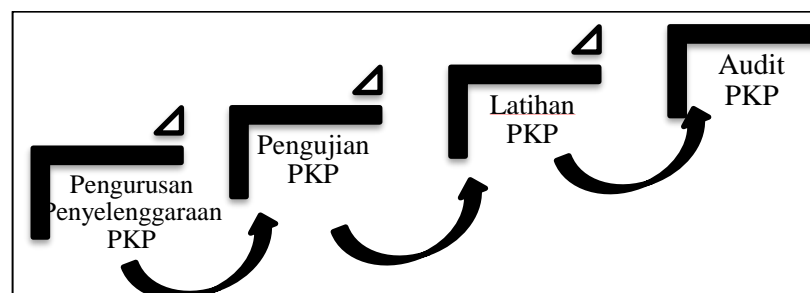 Pengurusan
Penyelenggaraan
PKP
Pengujian
PKP
Latihan
PKP
Audit
PKP